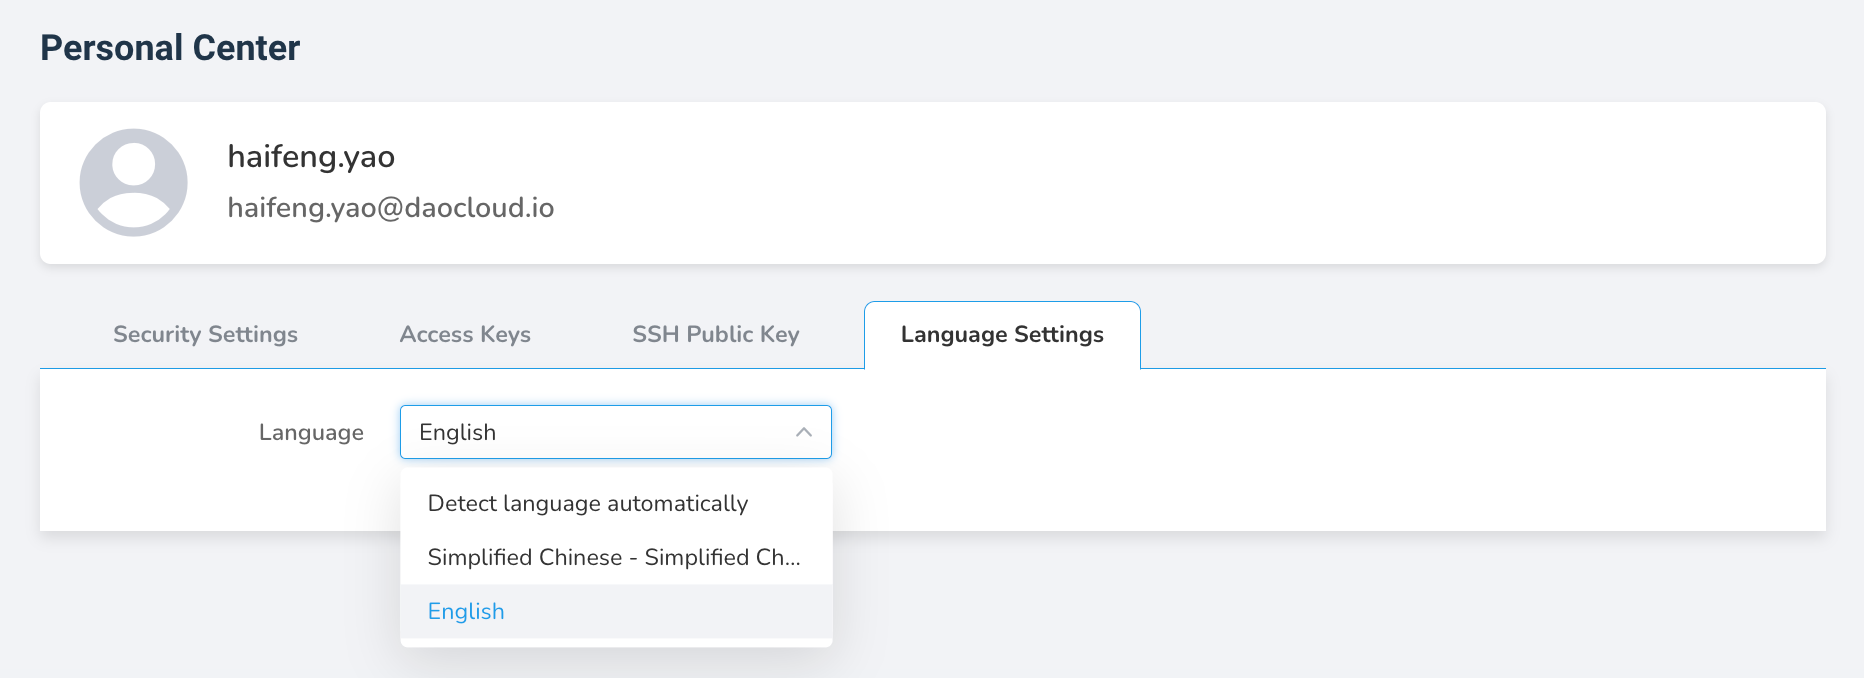 Personal Center
haifeng.yao
haifeng.yao@daocloud.io
Security Settings
Access Keys
SSH Public Key
Language Settings
Language
English
Detect language automatically
Simplified Chinese - Simplified Ch...
English